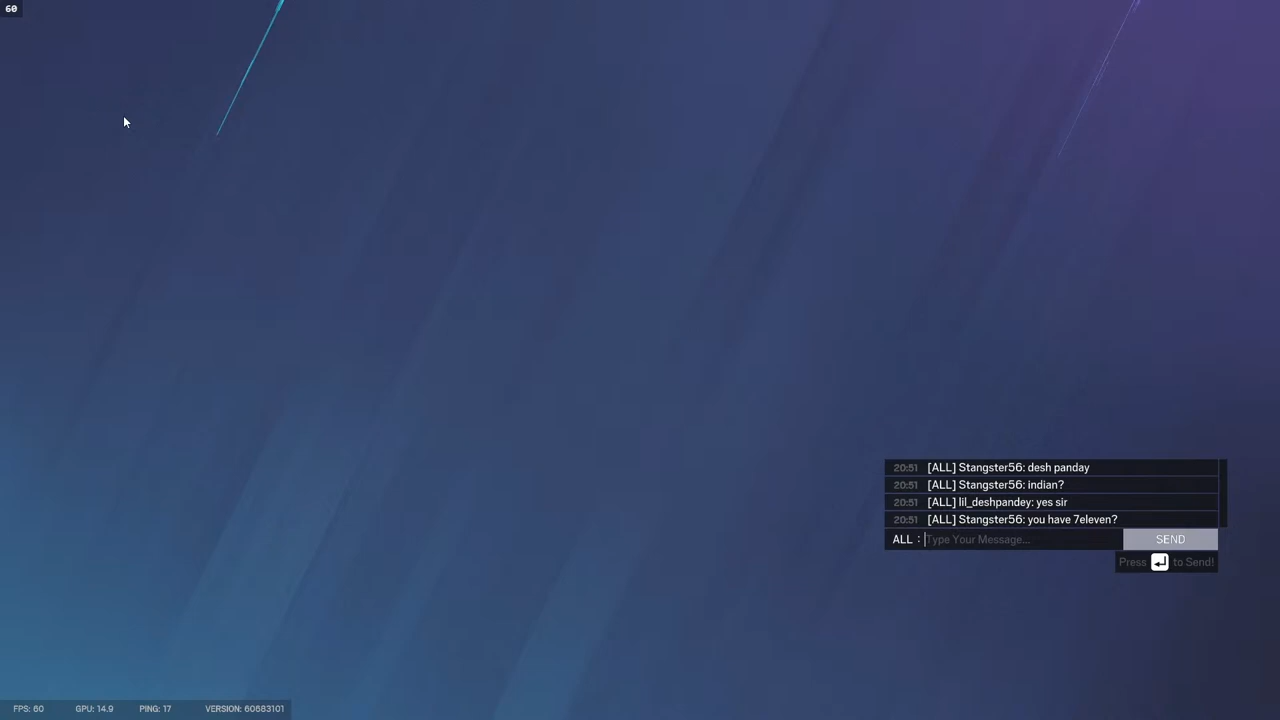 60
20:51 [ALL] Stangster56: desh panday
20:51 [ALL] Stangster56: indian?
20:51 [ALL] lil_deshpandey: yes sir
20:51 [ALL] Stangster56: you have 7eleven?
ALL : Type Your Message... SEND
Press to Send!
FPS: 60 GPU: 14.9 PING: 17 VERSION: 60683101